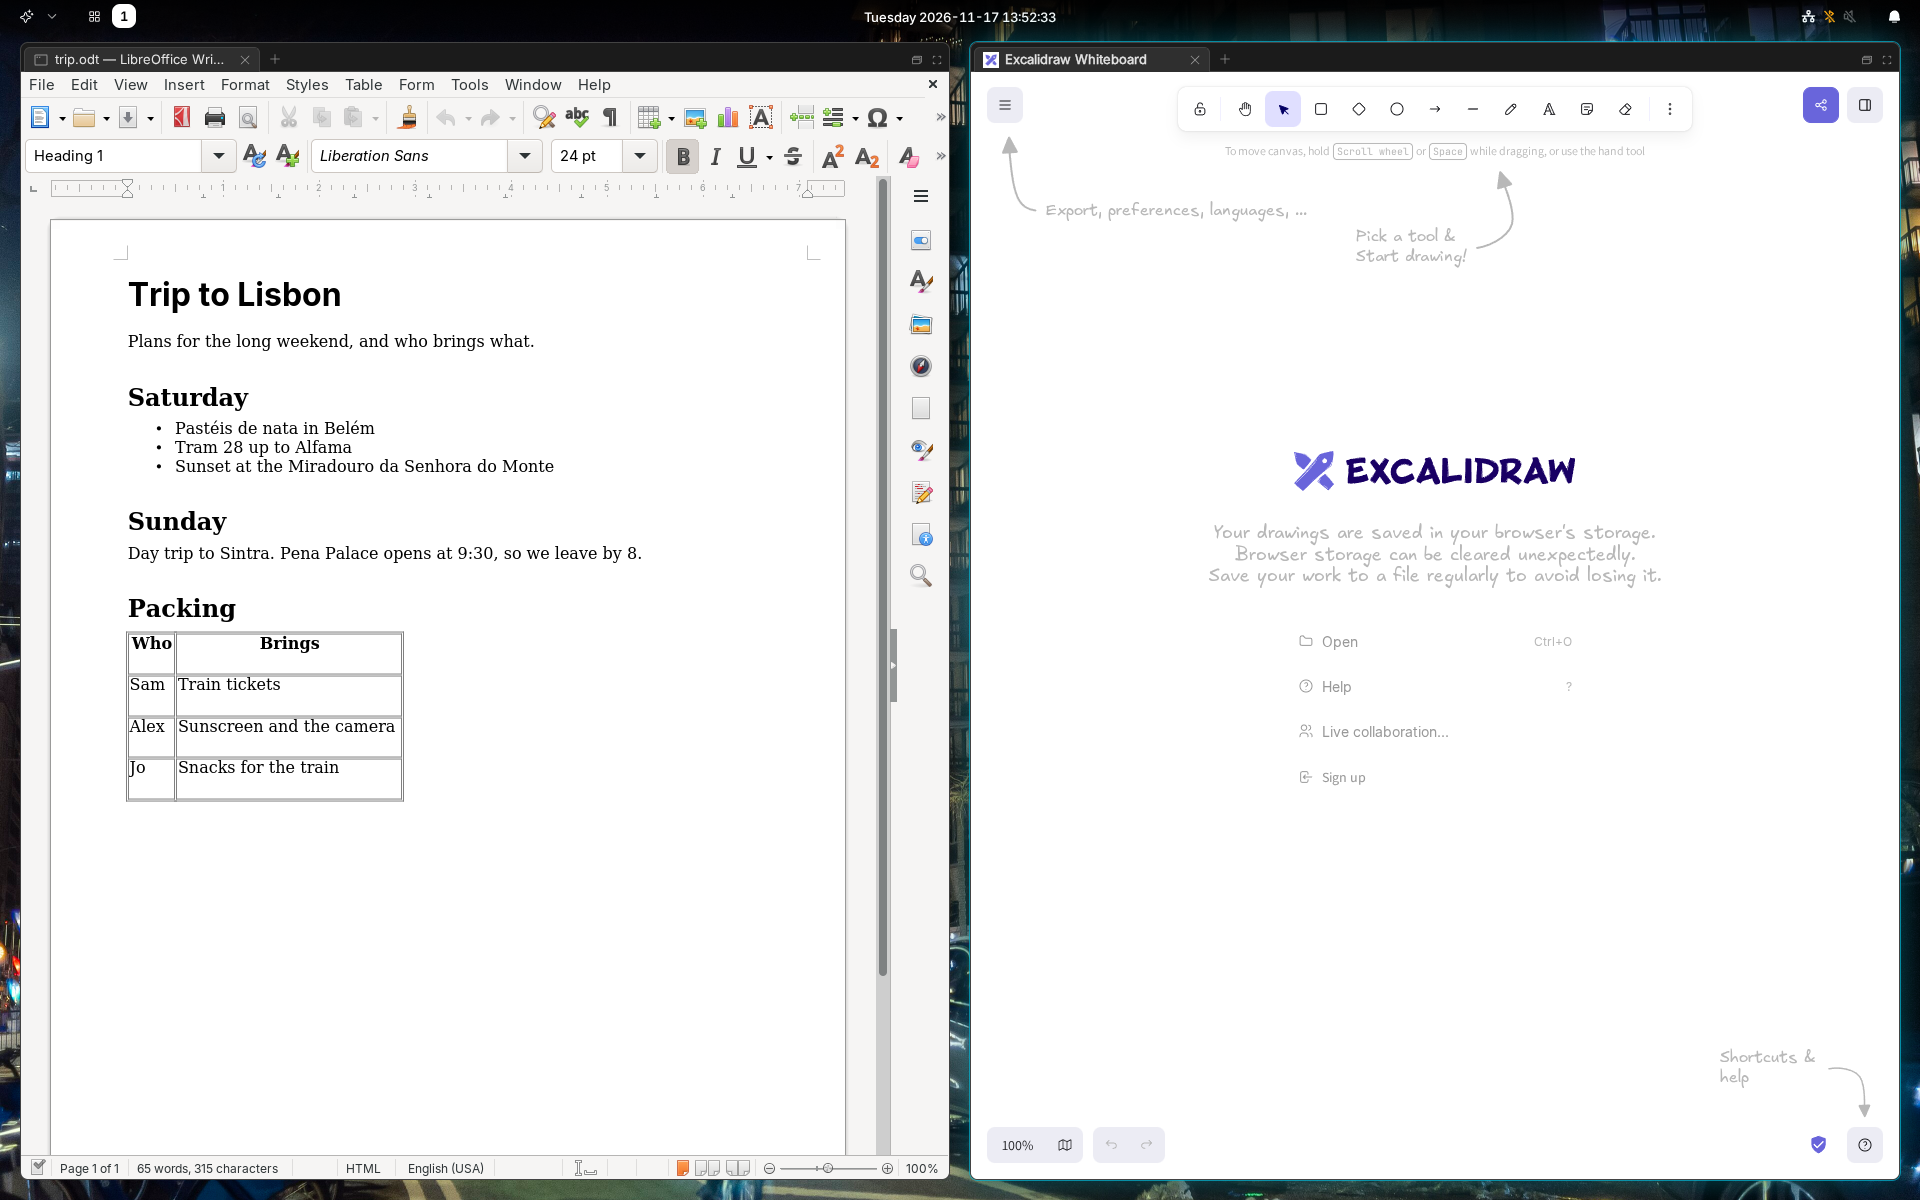 1
Tuesday 2026-11-17 13:52:33
trip.odt — LibreOffice Wri...
File Edit View Insert Format Styles Table Form Tools Window Help
Heading 1
Liberation Sans
24 pt
1 2 3 4 5 6 7
Trip to Lisbon
Plans for the long weekend, and who brings what.
Saturday
• Pastéis de nata in Belém
• Tram 28 up to Alfama
• Sunset at the Miradouro da Senhora do Monte
Sunday
Day trip to Sintra. Pena Palace opens at 9:30, so we leave by 8.
Packing
Who Brings
Sam Train tickets
Alex Sunscreen and the camera
Jo Snacks for the train
Page 1 of 1 65 words, 315 characters HTML English (USA) 100%
Excalidraw Whiteboard
To move canvas, hold Scroll wheel or Space while dragging, or use the hand tool
Export, preferences, languages, ...
Pick a tool &
Start drawing!
EXCALIDRAW
Your drawings are saved in your browser's storage.
Browser storage can be cleared unexpectedly.
Save your work to a file regularly to avoid losing it.
Open Ctrl+O
Help ?
Live collaboration...
Sign up
Shortcuts &
help
100%